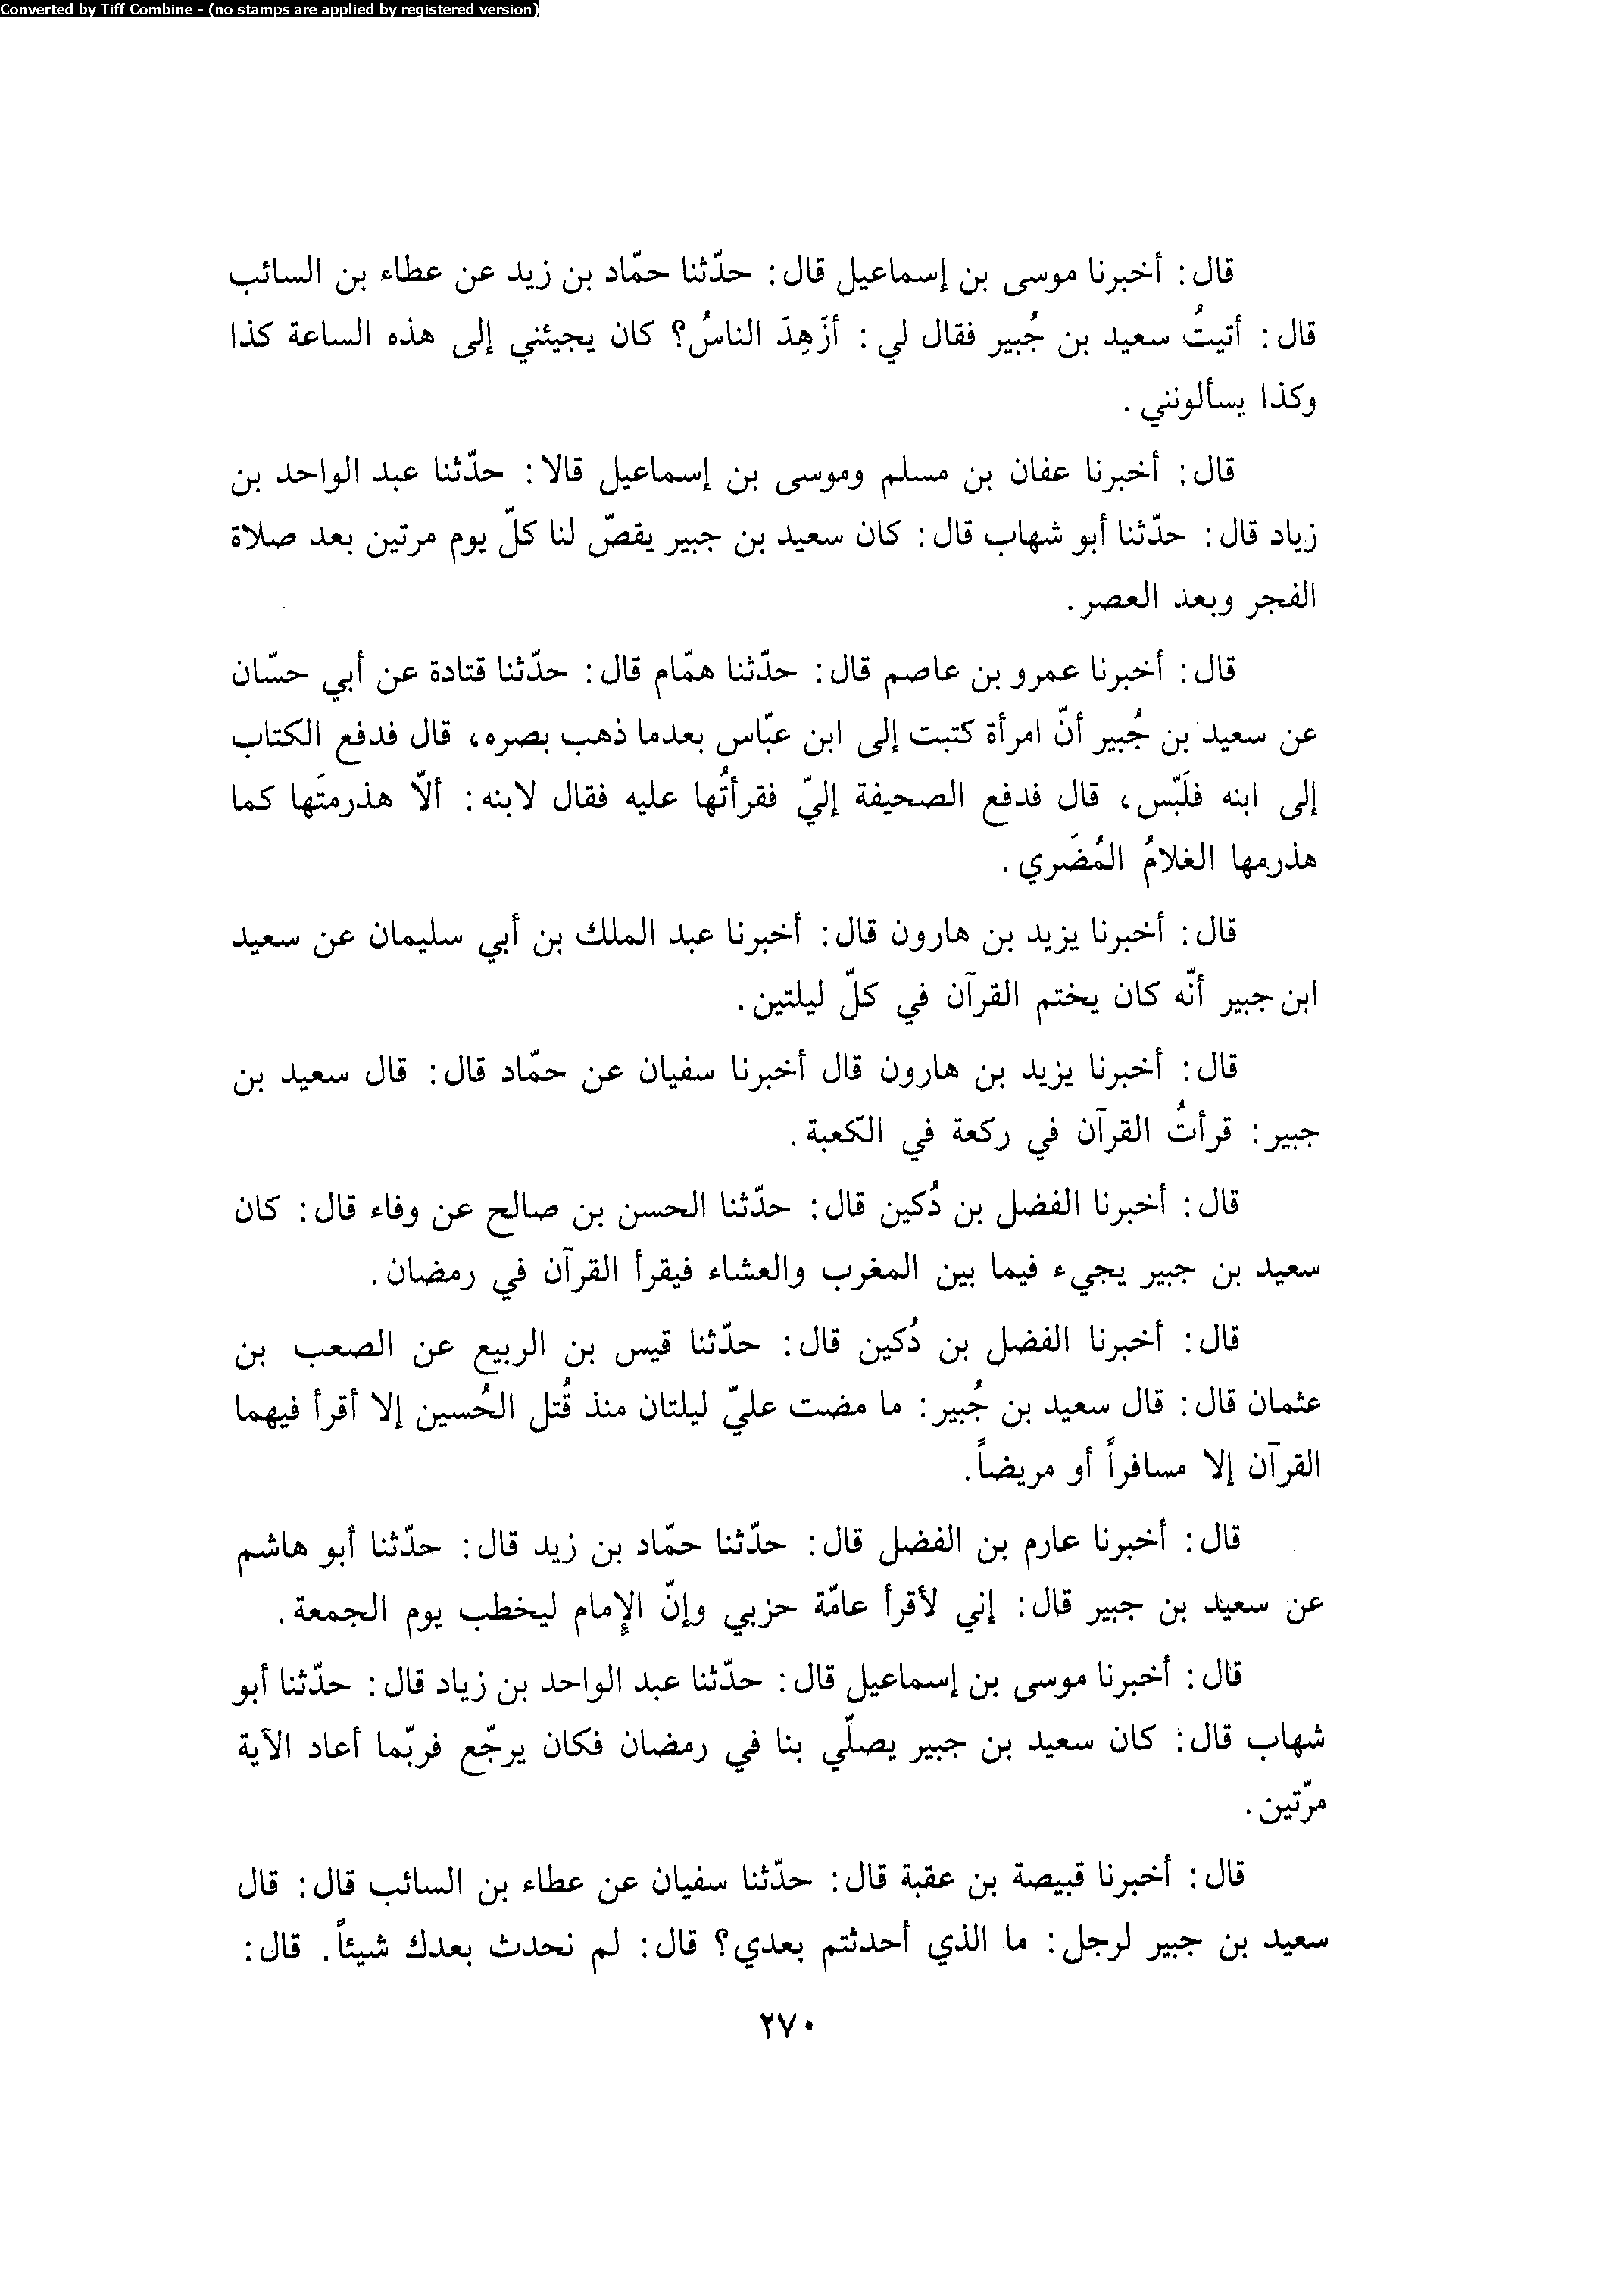 Converted by Tiff Combine - (no stamps are applied by registered version)
قال: أخبرنا موسى بن إسماعيل قال: حدّثنا حمّاد بن زيد عن عطاء بن السائب
قال: أتيتُ سعيد بن جُبير فقال لي: أزَهِدَ الناسُ؟ كان يجيئني إلى هذه الساعة كذا
وكذا يسألونني.
قال: أخبرنا عفان بن مسلم وموسى بن إسماعيل قالا: حدّثنا عبد الواحد بن
زياد قال: حدّثنا أبو شهاب قال: كان سعيد بن جبير يقصّ لنا كلّ يوم مرتين بعد صلاة
الفجر وبعد العصر.
قال: أخبرنا عمرو بن عاصم قال: حدّثنا همّام قال: حدّثنا قتادة عن أبي حسّان
عن سعيد بن جُبير أنّ امرأة كتبت إلى ابن عبّاس بعدما ذهب بصره، قال فدفع الكتاب
إلى ابنه فلَبّس، قال فدفع الصحيفة إليّ فقرأتُها عليه فقال لابنه: ألاّ هذرمتَها كما
هذرمها الغلامُ المُضَري.
قال: أخبرنا يزيد بن هارون قال: أخبرنا عبد الملك بن أبي سليمان عن سعيد
ابن جبير أنّه كان يختم القرآن في كلّ ليلتين.
قال: أخبرنا يزيد بن هارون قال أخبرنا سفيان عن حمّاد قال: قال سعيد بن
جبير: قرأتُ القرآن في ركعة في الكعبة.
قال: أخبرنا الفضل بن دُكين قال: حدّثنا الحسن بن صالح عن وفاء قال: كان
سعيد بن جبير يجيء فيما بين المغرب والعشاء فيقرأ القرآن في رمضان.
قال: أخبرنا الفضل بن دُكين قال: حدّثنا قيس بن الربيع عن الصعب بن
عثمان قال: قال سعيد بن جُبير: ما مضت عليّ ليلتان منذ قُتل الحُسين إلا أقرأ فيهما
القرآن إلا مسافراً أو مريضاً.
قال: أخبرنا عارم بن الفضل قال: حدّثنا حمّاد بن زيد قال: حدّثنا أبو هاشم
عن سعيد بن جبير قال: إني لأقرأ عامّة حزبي وإنّ الإمام ليخطب يوم الجمعة.
قال: أخبرنا موسى بن إسماعيل قال: حدّثنا عبد الواحد بن زياد قال: حدّثنا أبو
شهاب قال: كان سعيد بن جبير يصلّي بنا في رمضان فكان يرجّع فربّما أعاد الآية
مرّتين.
قال: أخبرنا قبيصة بن عقبة قال: حدّثنا سفيان عن عطاء بن السائب قال: قال
سعيد بن جبير لرجل: ما الذي أحدثتم بعدي؟ قال: لم نحدث بعدك شيئاً. قال:
٢٧٠